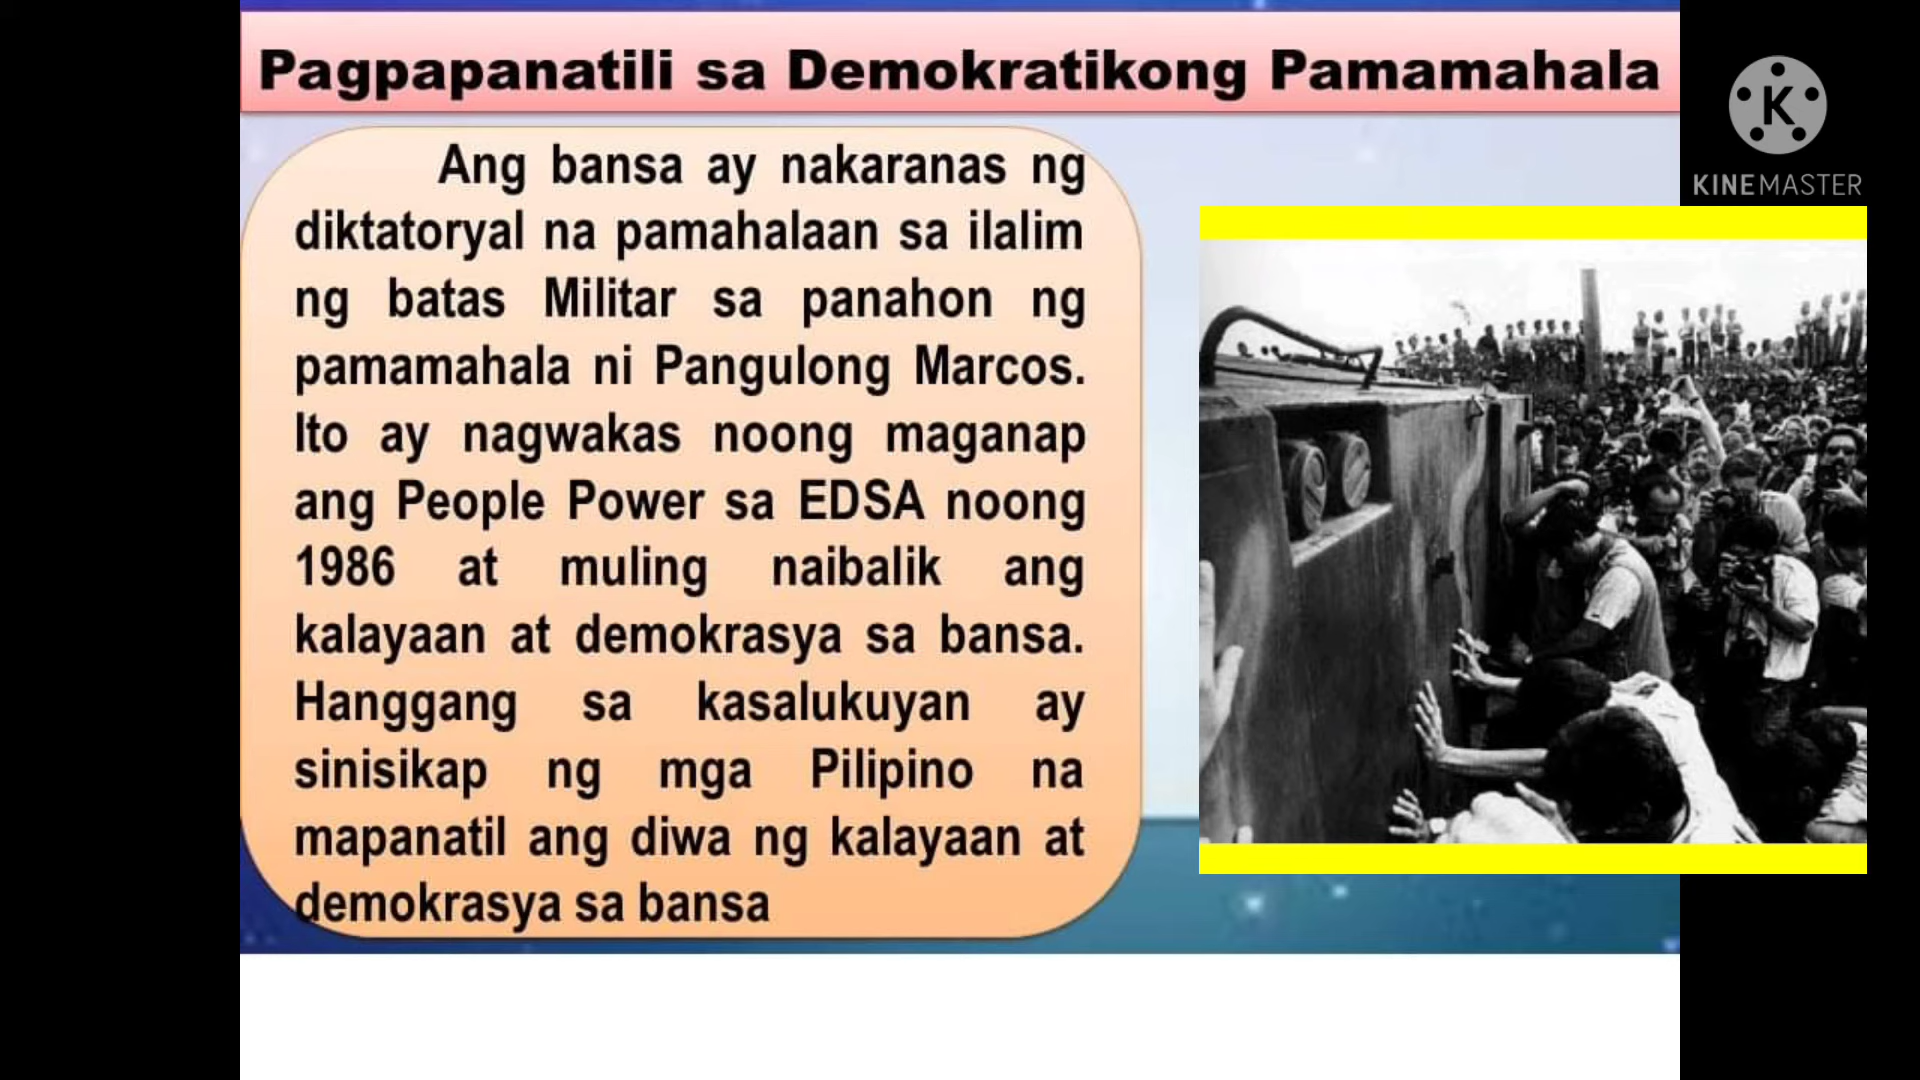 Pagpapanatili sa Demokratikong Pamamahala
Ang bansa ay nakaranas ng
diktatoryal na pamahalaan sa ilalim
ng batas Militar sa panahon ng
pamamahala ni Pangulong Marcos.
Ito ay nagwakas noong maganap
ang People Power sa EDSA noong
1986 at muling naibalik ang
kalayaan at demokrasya sa bansa.
Hanggang sa kasalukuyan ay
sinisikap ng mga Pilipino na
mapanatil ang diwa ng kalayaan at
demokrasya sa bansa
K
KINEMASTER